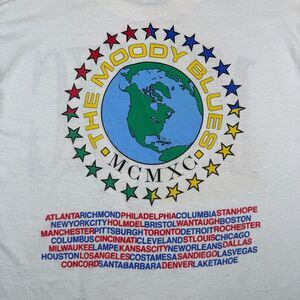 THE MOODY BLUES
MCMXC
ATLANTARICHMONDPHILADELPHIACOLUMBIASTANHOPE
NEWYORKCITYHOLMDELBRISTOLWANTAUGHBOSTON
MANCHESTERPITTSBURGHTORONTODETROITROCHESTER
COLUMBUSCINCINNATICLEVELANDSTLOUISCHICAGO
MILWAUKEELAMPEKANSASCITYNEWORLEANSDALLAS
HOUSTONLOSANGELESCOSTAMESASANDIEGOLASVEGAS
CONCORDSANTABARBARADENVERLAKETAHOE